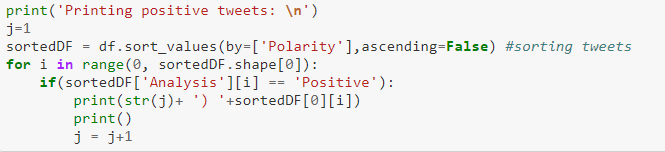 print('Printing positive tweets: \n')
j=1
sortedDF = df.sort_values(by=['Polarity'],ascending=False) #sorting tweets
for i in range(0, sortedDF.shape[0]):
    if(sortedDF['Analysis'][i] == 'Positive'):
        print(str(j)+ ') '+sortedDF[0][i])
        print()
        j = j+1